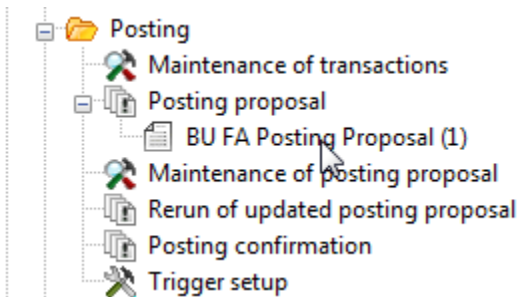 Posting
Maintenance of transactions
Posting proposal
BU FA Posting Proposal (1)
Maintenance of posting proposal
Rerun of updated posting proposal
Posting confirmation
Trigger setup